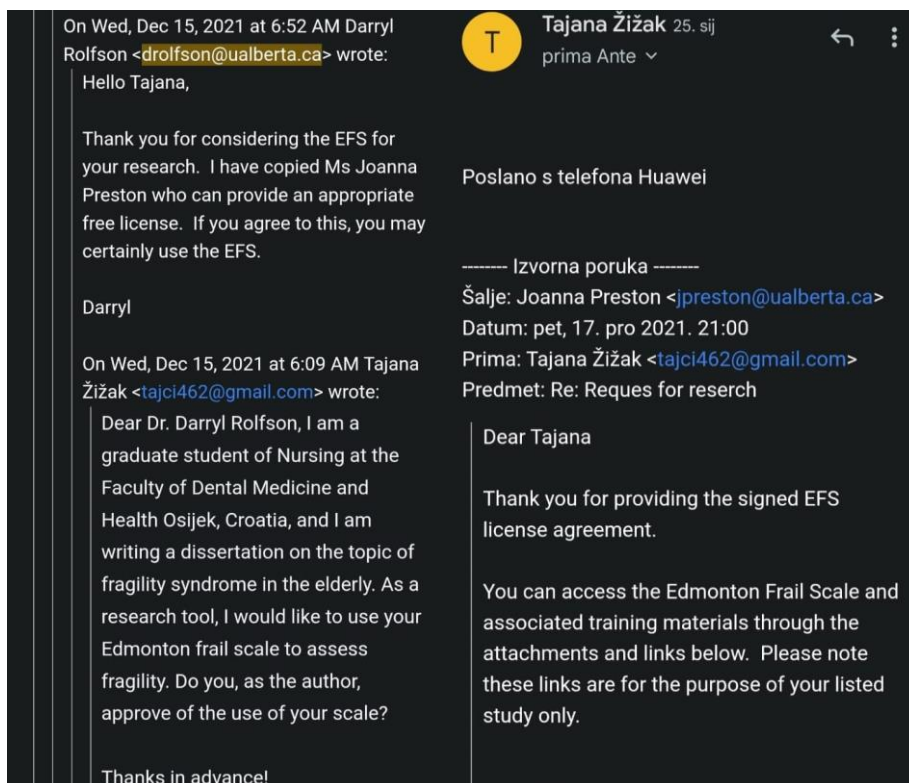 On Wed, Dec 15, 2021 at 6:52 AM Darryl
Rolfson <drolfson@ualberta.ca> wrote:
Hello Tajana,
Thank you for considering the EFS for
your research.  I have copied Ms Joanna
Preston who can provide an appropriate
free license.  If you agree to this, you may
certainly use the EFS.
Darryl
On Wed, Dec 15, 2021 at 6:09 AM Tajana
Žižak <tajci462@gmail.com> wrote:
Dear Dr. Darryl Rolfson, I am a
graduate student of Nursing at the
Faculty of Dental Medicine and
Health Osijek, Croatia, and I am
writing a dissertation on the topic of
fragility syndrome in the elderly. As a
research tool, I would like to use your
Edmonton frail scale to assess
fragility. Do you, as the author,
approve of the use of your scale?
Thanks in advance!
T
Tajana Žižak 25. sij
prima Ante
Poslano s telefona Huawei
-------- Izvorna poruka --------
Šalje: Joanna Preston <jpreston@ualberta.ca>
Datum: pet, 17. pro 2021. 21:00
Prima: Tajana Žižak <tajci462@gmail.com>
Predmet: Re: Reques for reserch
Dear Tajana
Thank you for providing the signed EFS
license agreement.
You can access the Edmonton Frail Scale and
associated training materials through the
attachments and links below.  Please note
these links are for the purpose of your listed
study only.